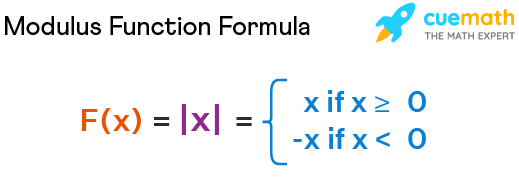 Modulus Function Formula
cuemath
THE MATH EXPERT
F(x) = |x| = { x if x ≥ 0
-x if x < 0